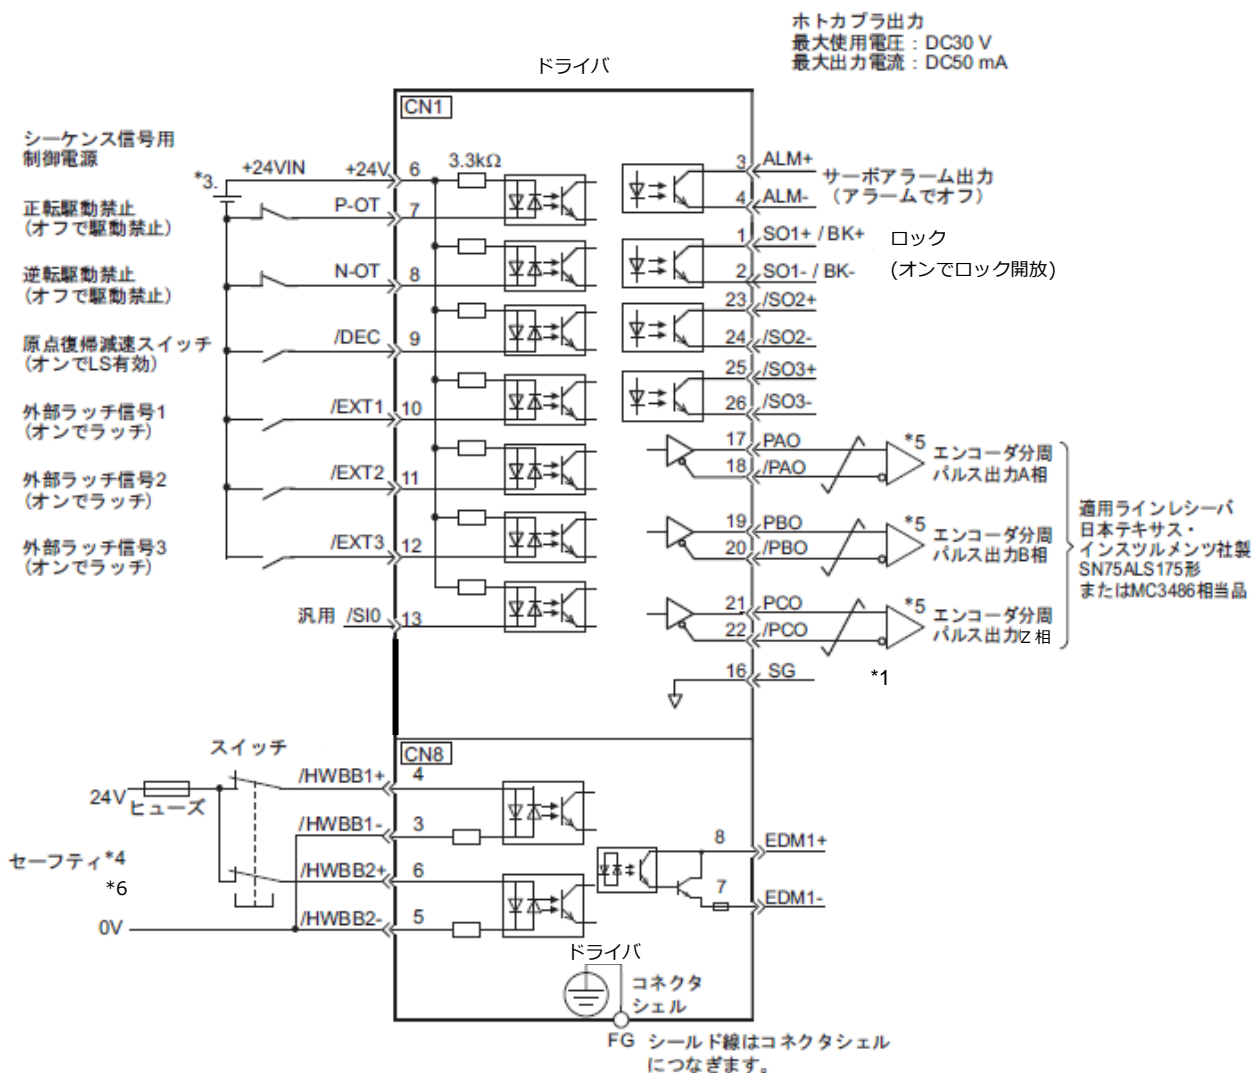 ホトカプラ出力
最大使用電圧：DC30 V
最大出力電流：DC50 mA
ドライバ
CN1
シーケンス信号用
制御電源
*3.
+24VIN
+24V
6
3.3kΩ
正転駆動禁止
(オフで駆動禁止)
P-OT
7
逆転駆動禁止
(オフで駆動禁止)
N-OT
8
原点復帰減速スイッチ
(オンでLS有効)
/DEC
9
外部ラッチ信号1
(オンでラッチ)
/EXT1
10
外部ラッチ信号2
(オンでラッチ)
/EXT2
11
外部ラッチ信号3
(オンでラッチ)
/EXT3
12
汎用
/SI0
13
3
ALM+
4
ALM-
サーボアラーム出力
（アラームでオフ）
1
SO1+ / BK+
2
SO1- / BK-
ロック
(オンでロック開放)
23
/SO2+
24
/SO2-
25
/SO3+
26
/SO3-
17
PAO
18
/PAO
*5
エンコーダ分周
パルス出力A相
19
PBO
20
/PBO
*5
エンコーダ分周
パルス出力B相
21
PCO
22
/PCO
*5
エンコーダ分周
パルス出力Z 相
適用ラインレシーバ
日本テキサス・
インスツルメンツ社製
SN75ALS175形
またはMC3486相当品
16
SG
*1
CN8
スイッチ
24V
ヒューズ
/HWBB1+
4
/HWBB1-
3
セーフティ*4
*6
/HWBB2+
6
/HWBB2-
5
0V
8
EDM1+
7
EDM1-
ドライバ
コネクタ
シェル
FG
シールド線はコネクタシェル
につなぎます。